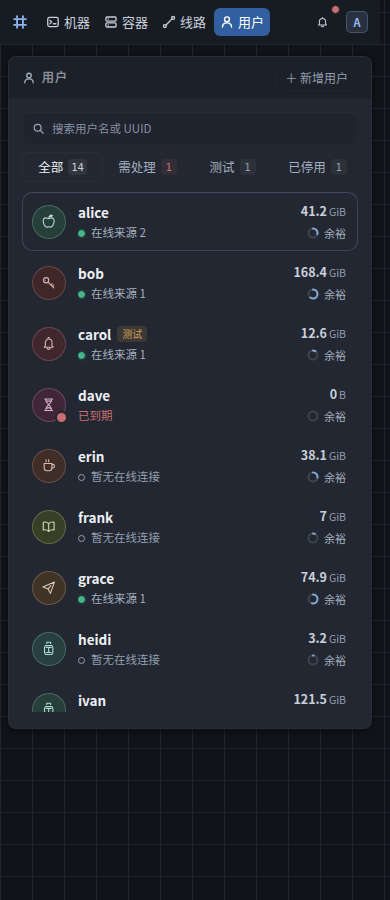 机器 容器 线路 用户 A
用户 新增用户
搜索用户名或 UUID
全部 14 需处理 1 测试 1 已停用 1
alice 41.2 GiB
在线来源 2 余裕
bob 168.4 GiB
在线来源 1 余裕
carol 测试 12.6 GiB
在线来源 1 余裕
dave 0 B
已到期 余裕
erin 38.1 GiB
暂无在线连接 余裕
frank 7 GiB
暂无在线连接 余裕
grace 74.9 GiB
在线来源 1 余裕
heidi 3.2 GiB
暂无在线连接 余裕
ivan 121.5 GiB